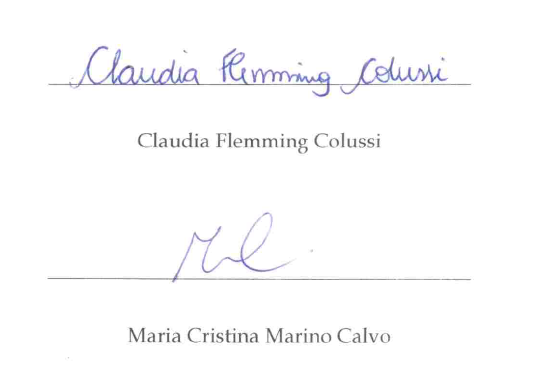 Claudia Flemming Colussi
Claudia Flemming Colussi
Maria Cristina Marino Calvo